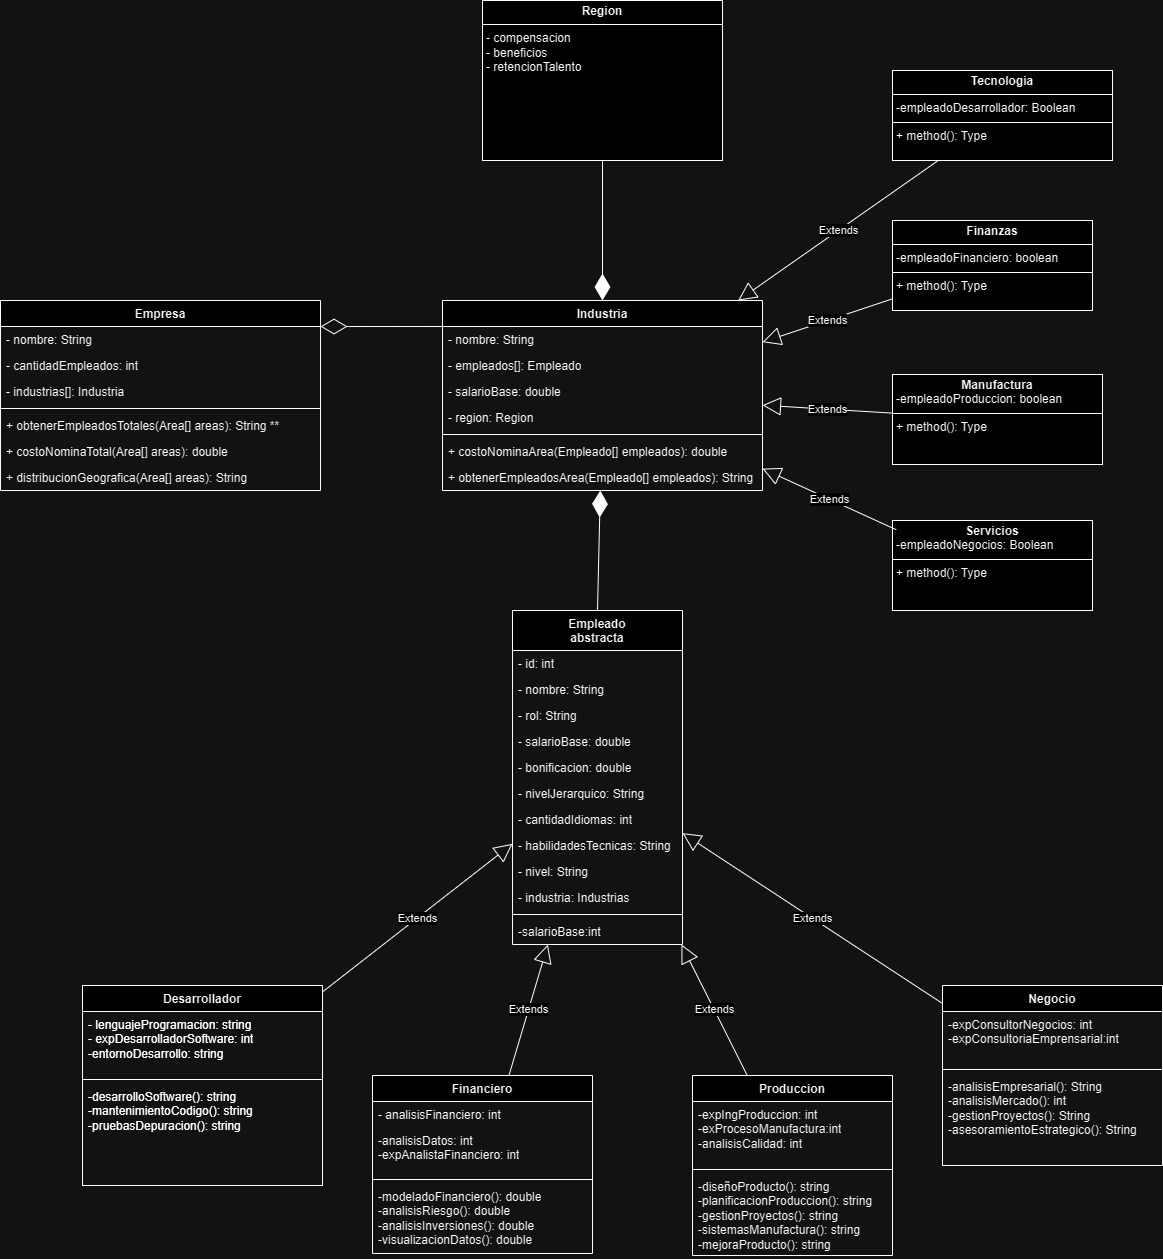 Region
- compensacion
- beneficios
- retencionTalento
Tecnologia
-empleadoDesarrollador: Boolean
+ method(): Type
Extends
Finanzas
-empleadoFinanciero: boolean
+ method(): Type
Extends
Empresa
- nombre: String
- cantidadEmpleados: int
- industrias[]: Industria
+ obtenerEmpleadosTotales(Area[] areas): String **
+ costoNominaTotal(Area[] areas): double
+ distribucionGeografica(Area[] areas): String
Industria
- nombre: String
- empleados[]: Empleado
- salarioBase: double
- region: Region
+ costoNominaArea(Empleado[] empleados): double
+ obtenerEmpleadosArea(Empleado[] empleados): String
Manufactura
-empleadoProduccion: boolean
+ method(): Type
Extends
Servicios
-empleadoNegocios: Boolean
+ method(): Type
Extends
Empleado
abstracta
- id: int
- nombre: String
- rol: String
- salarioBase: double
- bonificacion: double
- nivelJerarquico: String
- cantidadIdiomas: int
- habilidadesTecnicas: String
- nivel: String
- industria: Industrias
-salarioBase:int
Extends
Extends
Extends
Extends
Desarrollador
- lenguajeProgramacion: string
- expDesarrolladorSoftware: int
-entornoDesarrollo: string
-desarrolloSoftware(): string
-mantenimientoCodigo(): string
-pruebasDepuracion(): string
Financiero
- analisisFinanciero: int
-analisisDatos: int
-expAnalistaFinanciero: int
-modeladoFinanciero(): double
-analisisRiesgo(): double
-analisisInversiones(): double
-visualizacionDatos(): double
Produccion
-expIngProduccion: int
-exProcesoManufactura:int
-analisisCalidad: int
-diseñoProducto(): string
-planificacionProduccion(): string
-gestionProyectos(): string
-sistemasManufactura(): string
-mejoraProducto(): string
Negocio
-expConsultorNegocios: int
-expConsultoriaEmprensarial:int
-analisisEmpresarial(): String
-analisisMercado(): int
-gestionProyectos(): String
-asesoramientoEstrategico(): String